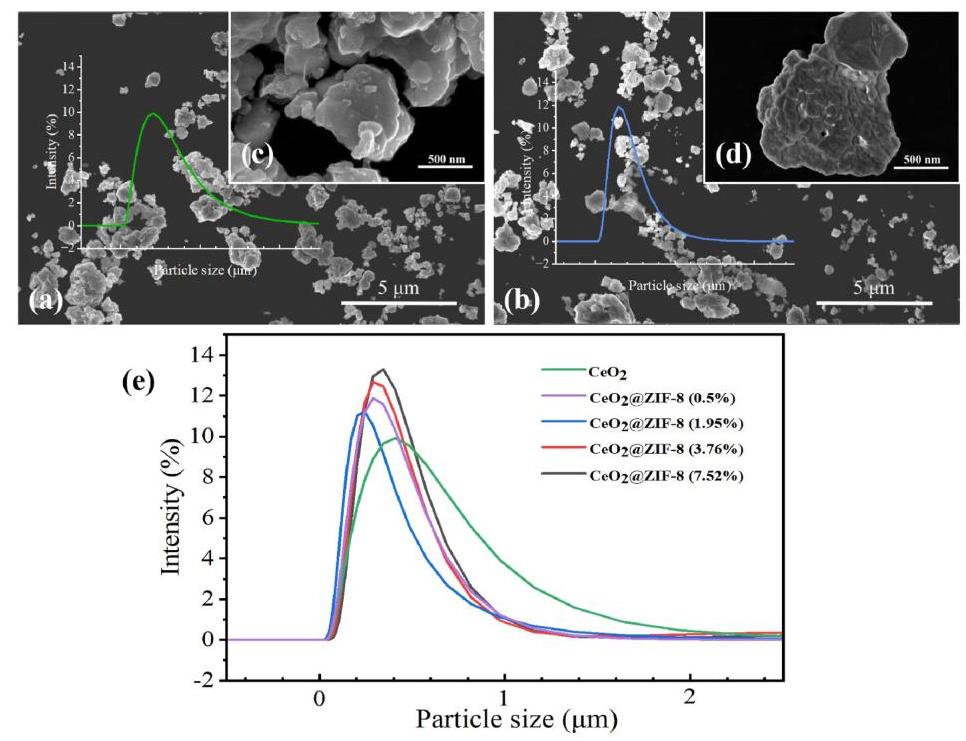 14
12
10
8
6
4
2
0
−2
Intensity (%)
Particle size (μm)
(a)
5 μm
(c)
500 nm
14
12
10
8
6
4
2
0
−2
Intensity (%)
Particle size (μm)
(b)
5 μm
(d)
500 nm
(e)
14
12
10
8
6
4
2
0
-2
Intensity (%)
CeO2
CeO2@ZIF-8 (0.5%)
CeO2@ZIF-8 (1.95%)
CeO2@ZIF-8 (3.76%)
CeO2@ZIF-8 (7.52%)
0 1 2
Particle size (μm)